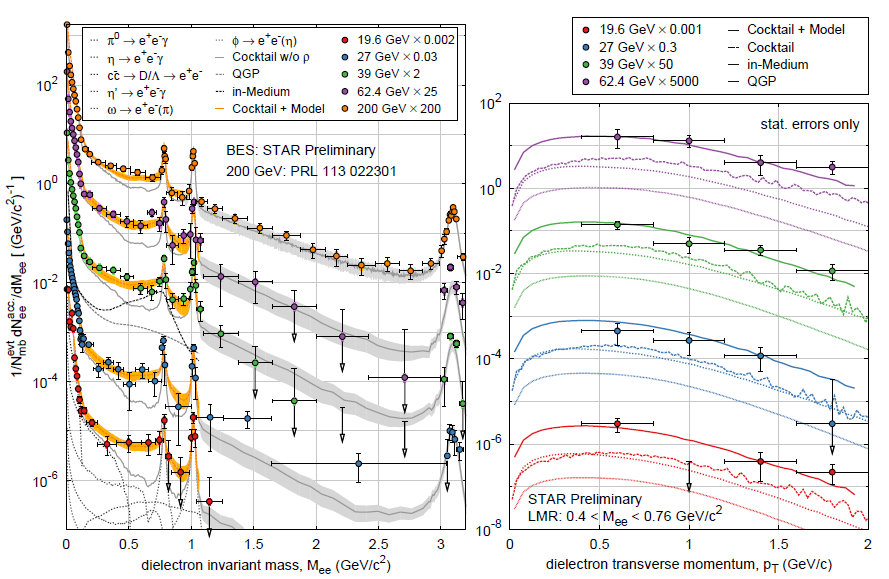 π⁰ → e⁺e⁻γ
η → e⁺e⁻γ
cc̄ → D/Λ → e⁺e⁻
η' → e⁺e⁻γ
ω → e⁺e⁻(π)
ϕ → e⁺e⁻(η)
Cocktail w/o ρ
QGP
in-Medium
Cocktail + Model
19.6 GeV × 0.002
27 GeV × 0.03
39 GeV × 2
62.4 GeV × 25
200 GeV × 200
BES: STAR Preliminary
200 GeV: PRL 113 022301
1/N_mb^evt dN_ee^acc./dM_ee [ (GeV/c²)⁻¹ ]
10²
10⁰
10⁻²
10⁻⁴
10⁻⁶
0 0.5 1 1.5 2 2.5 3
dielectron invariant mass, M_ee (GeV/c²)
19.6 GeV × 0.001
27 GeV × 0.3
39 GeV × 50
62.4 GeV × 5000
Cocktail + Model
Cocktail
in-Medium
QGP
stat. errors only
10²
10⁰
10⁻²
10⁻⁴
10⁻⁶
10⁻⁸
STAR Preliminary
LMR: 0.4 < M_ee < 0.76 GeV/c²
0 0.5 1 1.5 2
dielectron transverse momentum, p_T (GeV/c)